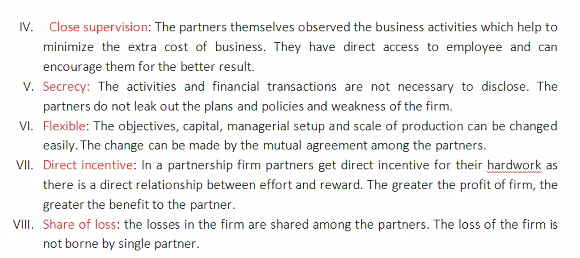 IV. Close supervision: The partners themselves observed the business activities which help to
minimize the extra cost of business. They have direct access to employee and can
encourage them for the better result.
V. Secrecy: The activities and financial transactions are not necessary to disclose. The
partners do not leak out the plans and policies and weakness of the firm.
VI. Flexible: The objectives, capital, managerial setup and scale of production can be changed
easily. The change can be made by the mutual agreement among the partners.
VII. Direct incentive: In a partnership firm partners get direct incentive for their hardwork as
there is a direct relationship between effort and reward. The greater the profit of firm, the
greater the benefit to the partner.
VIII. Share of loss: the losses in the firm are shared among the partners. The loss of the firm is
not borne by single partner.